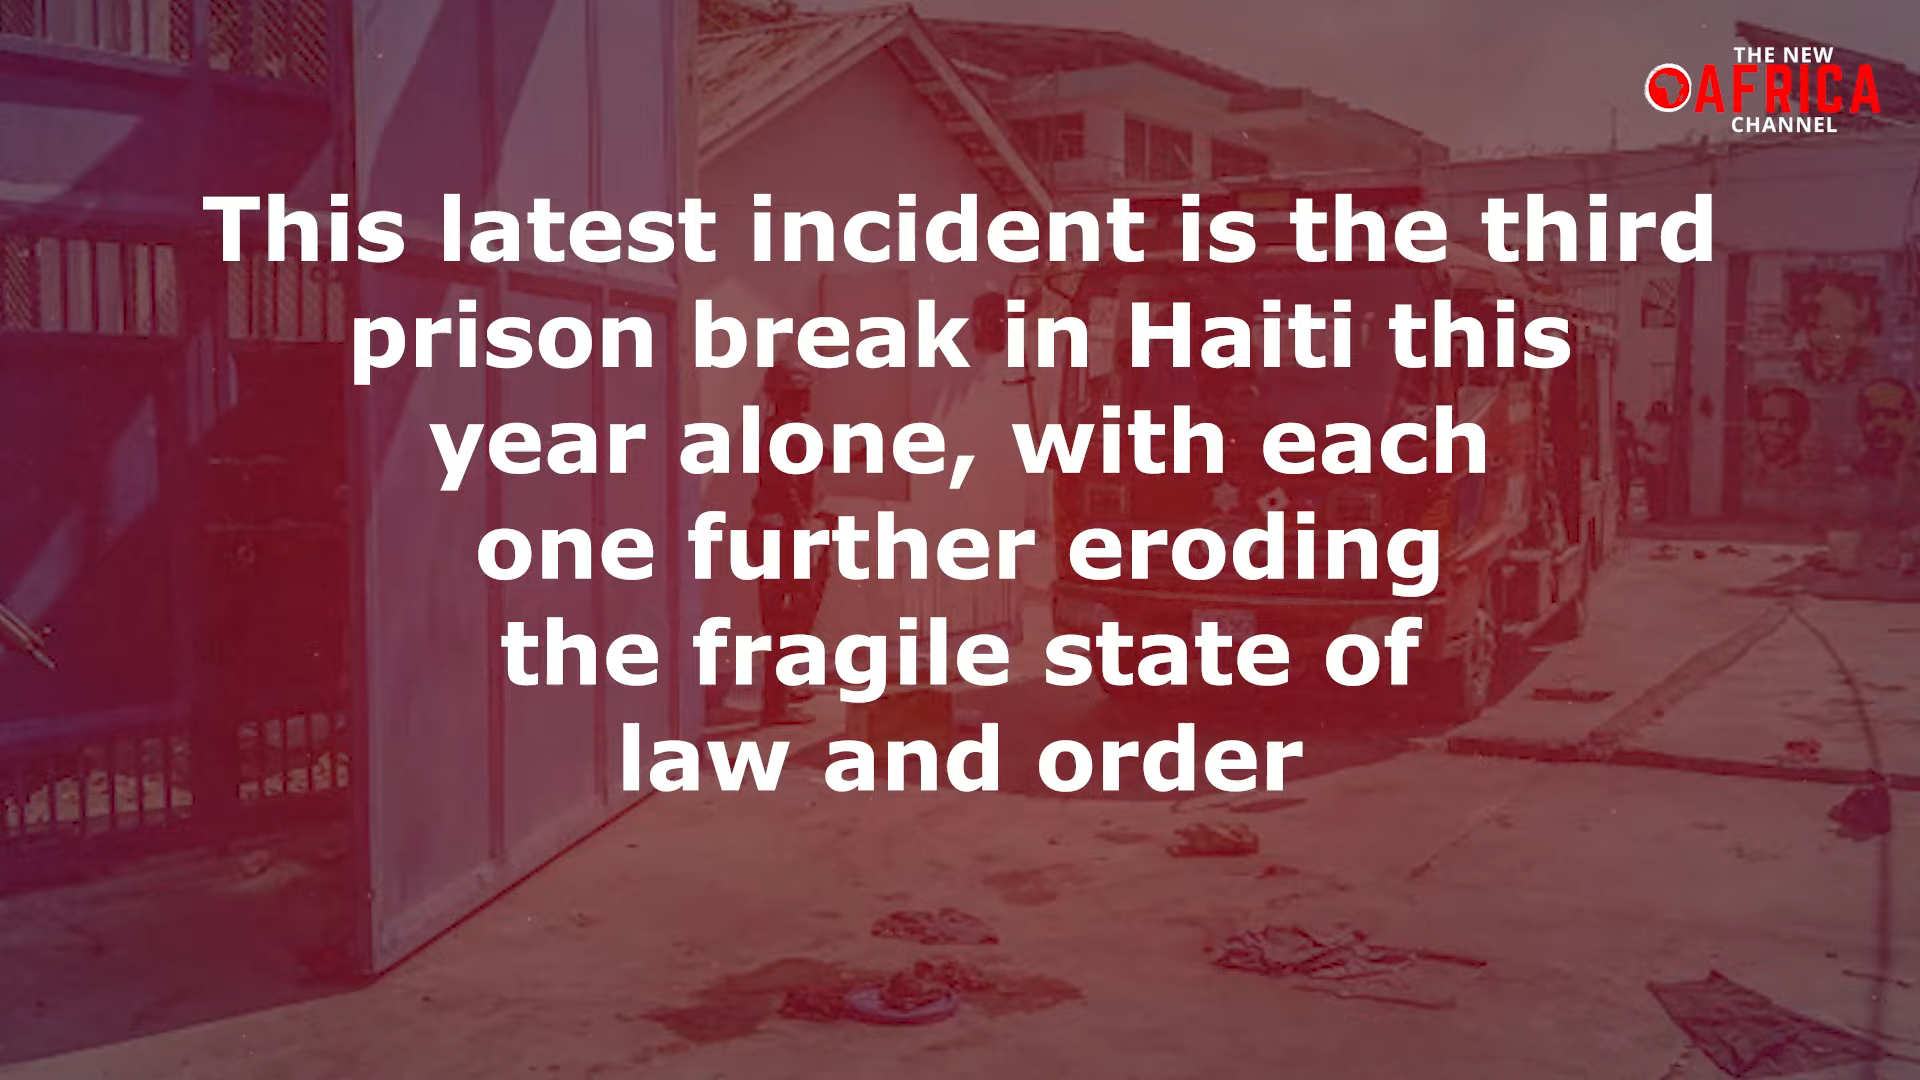 THE NEW
AFRICA
CHANNEL
This latest incident is the third
prison break in Haiti this
year alone, with each
one further eroding
the fragile state of
law and order